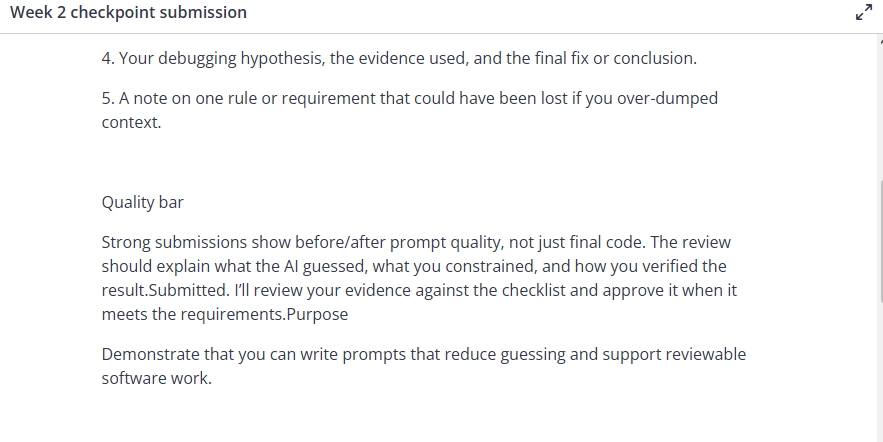 Week 2 checkpoint submission
4. Your debugging hypothesis, the evidence used, and the final fix or conclusion.
5. A note on one rule or requirement that could have been lost if you over-dumped
context.
Quality bar
Strong submissions show before/after prompt quality, not just final code. The review
should explain what the AI guessed, what you constrained, and how you verified the
result.Submitted. I’ll review your evidence against the checklist and approve it when it
meets the requirements.Purpose
Demonstrate that you can write prompts that reduce guessing and support reviewable
software work.